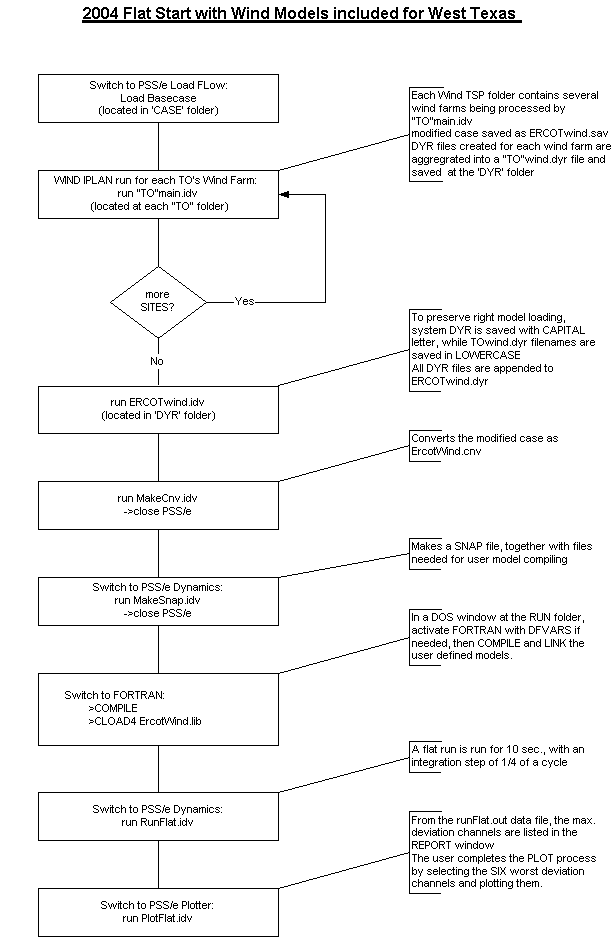 2004 Flat Start with Wind Models included for West Texas
Switch to PSS/e Load FLow:
Load Basecase
(located in 'CASE' folder)
Each Wind TSP folder contains several
wind farms being processed by
"TO"main.idv
modified case saved as ERCOTwind.sav
DYR files created for each wind farm are
aggregrated into a "TO"wind.dyr file and
saved at the 'DYR' folder
WIND IPLAN run for each TO's Wind Farm:
run "TO"main.idv
(located at each "TO" folder)
more
SITES?
Yes
No
To preserve right model loading,
system DYR is saved with CAPITAL
letter, while TOwind.dyr filenames are
saved in LOWERCASE
All DYR files are appended to
ERCOTwind.dyr
run ERCOTwind.idv
(located in 'DYR' folder)
Converts the modified case as
ErcotWind.cnv
run MakeCnv.idv
->close PSS/e
Makes a SNAP file, together with files
needed for user model compiling
Switch to PSS/e Dynamics:
run MakeSnap.idv
->close PSS/e
In a DOS window at the RUN folder,
activate FORTRAN with DFVARS if
needed, then COMPILE and LINK the
user defined models.
Switch to FORTRAN:
>COMPILE
>CLOAD4 ErcotWind.lib
A flat run is run for 10 sec., with an
integration step of 1/4 of a cycle
Switch to PSS/e Dynamics:
run RunFlat.idv
From the runFlat.out data file, the max.
deviation channels are listed in the
REPORT window
The user completes the PLOT process
by selecting the SIX worst deviation
channels and plotting them.
Switch to PSS/e Plotter:
run PlotFlat.idv